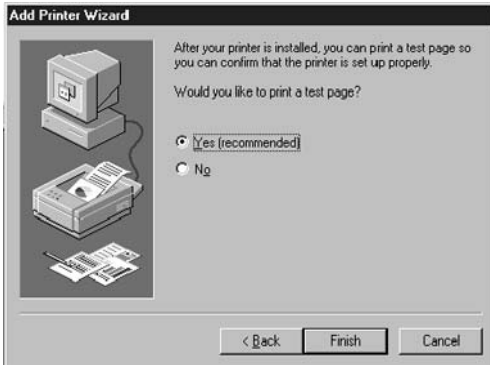 Add Printer Wizard
After your printer is installed, you can print a test page so
you can confirm that the printer is set up properly.
Would you like to print a test page?
Yes (recommended)
No
< Back
Finish
Cancel